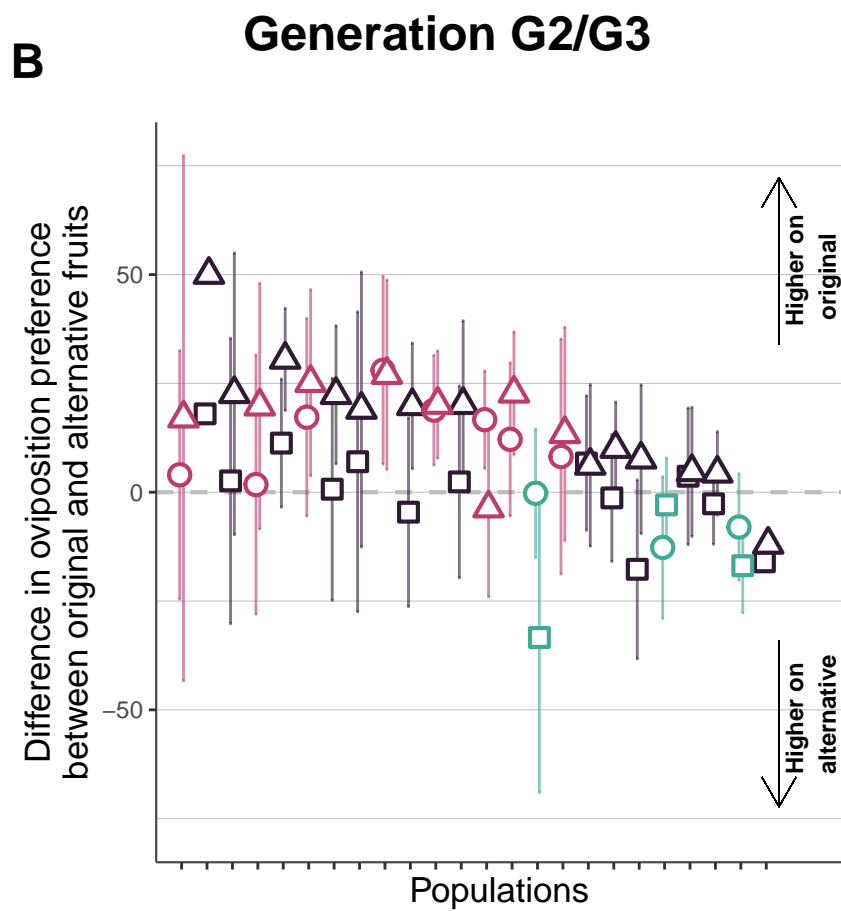 Generation G2/G3
B
Difference in oviposition preference
between original and alternative fruits
50
0
−50
Higher on
original
Higher on
alternative
Populations